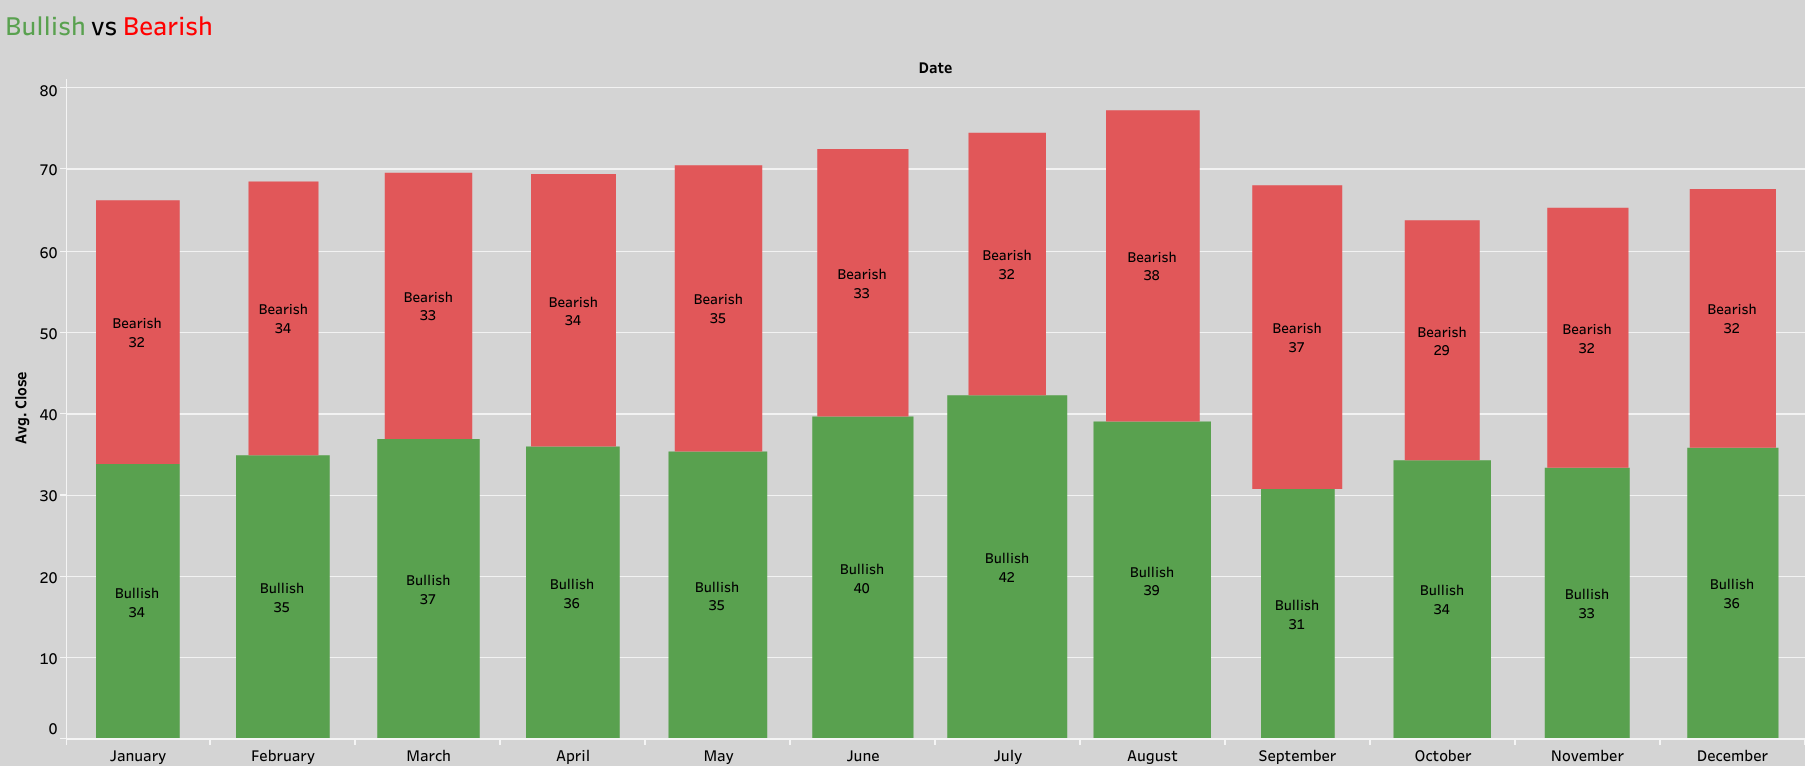 Bullish vs Bearish
Date
80
70
60
50
40
30
20
10
0
Avg. Close
Bearish
32
Bullish
34
Bearish
34
Bullish
35
Bearish
33
Bullish
37
Bearish
34
Bullish
36
Bearish
35
Bullish
35
Bearish
33
Bullish
40
Bearish
32
Bullish
42
Bearish
38
Bullish
39
Bearish
37
Bullish
31
Bearish
29
Bullish
34
Bearish
32
Bullish
33
Bearish
32
Bullish
36
January
February
March
April
May
June
July
August
September
October
November
December